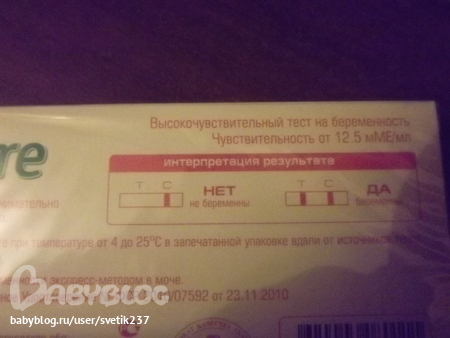 Высокочувствительный тест на беременность
Чувствительность от 12.5 мМЕ/мл
re
интерпретация результата
T C НЕТ T C ДА
не беременны беременны
при температуре от 4 до 25°C в запечатанной упаковке вдали от
экспресс-методом в моче.
/07592 от 23.11.2010
BABYBLOG
babyblog.ru/user/svetik237